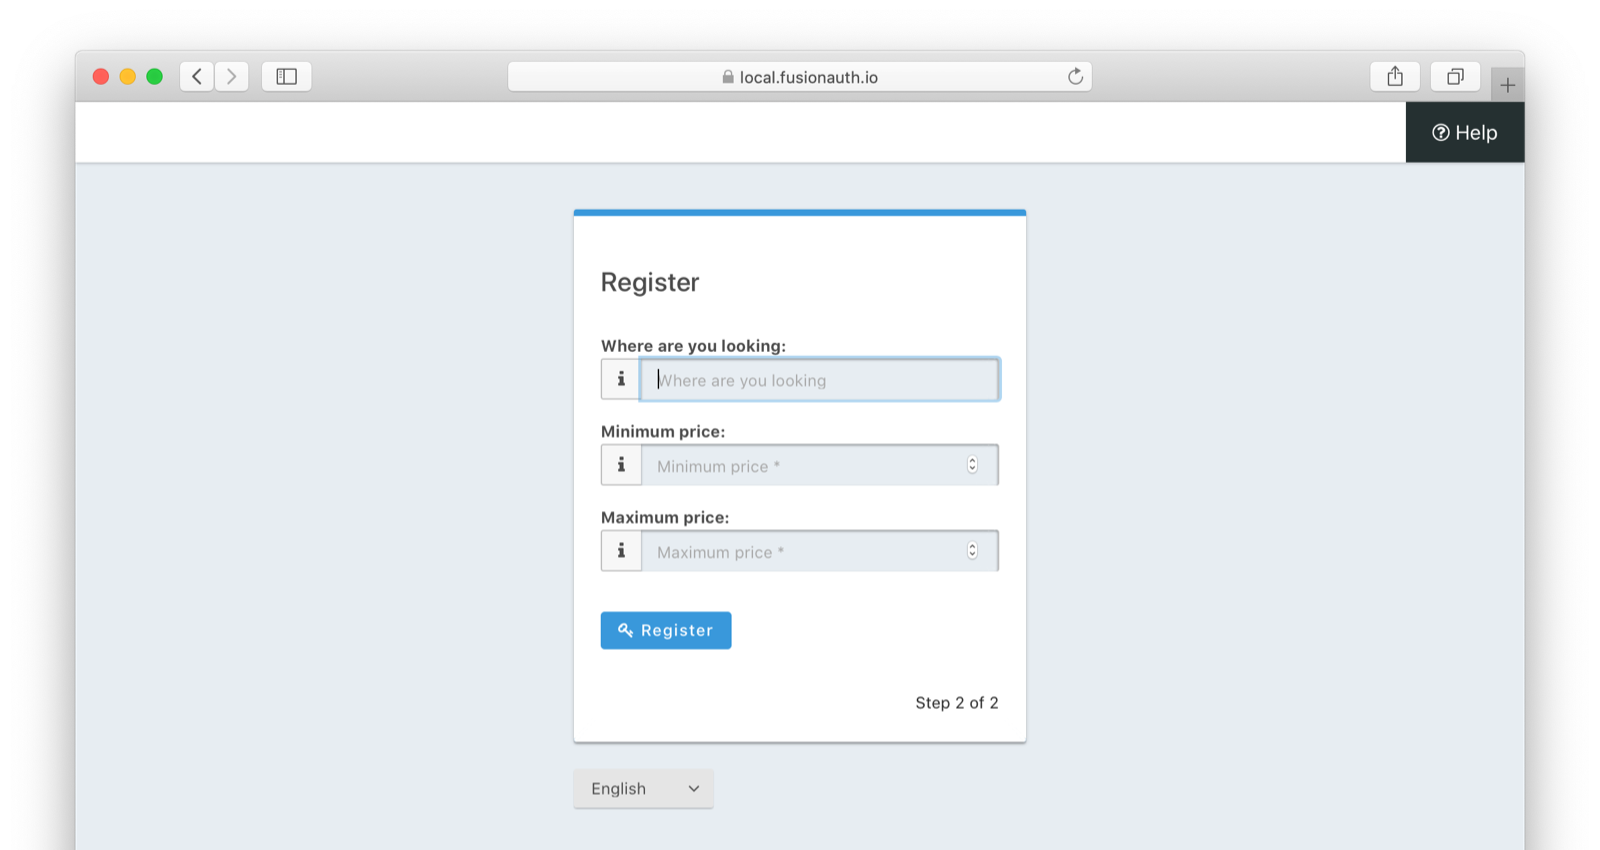 local.fusionauth.io
Help
Register
Where are you looking:
Where are you looking
Minimum price:
Minimum price *
Maximum price:
Maximum price *
Register
Step 2 of 2
English